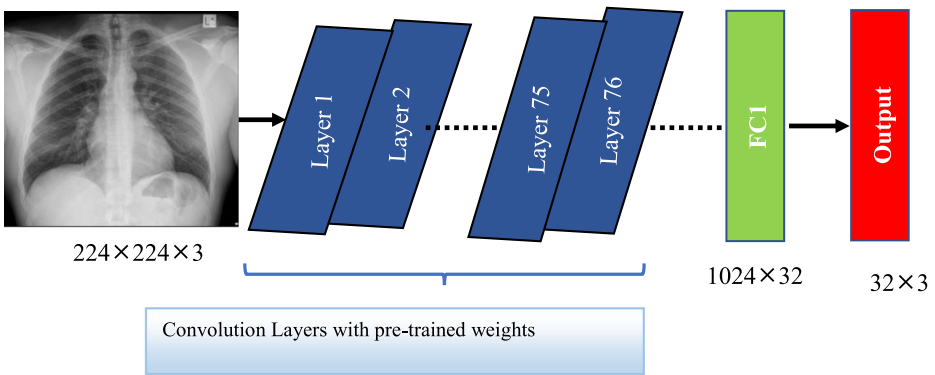 L
Layer 1
Layer 2
Layer 75
Layer 76
FC1
Output
224×224×3
1024×32
32×3
Convolution Layers with pre-trained weights